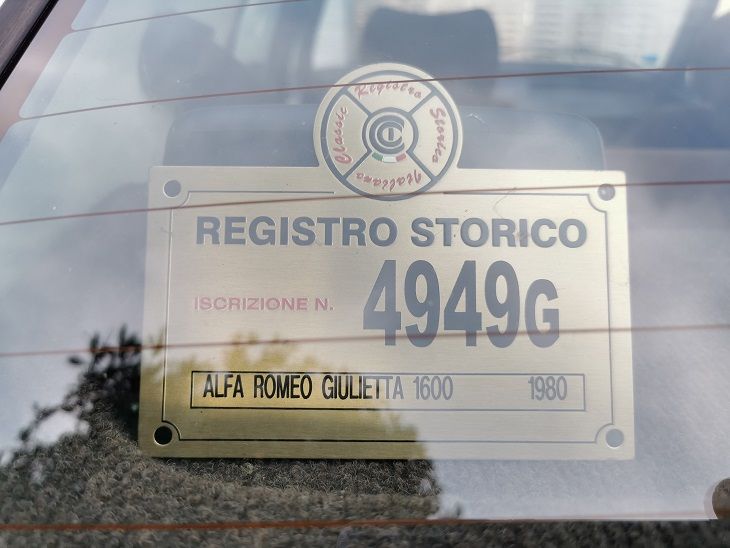 Classic Registro Storico Italiano
REGISTRO STORICO
ISCRIZIONE N. 4949G
ALFA ROMEO GIULIETTA 1600 1980